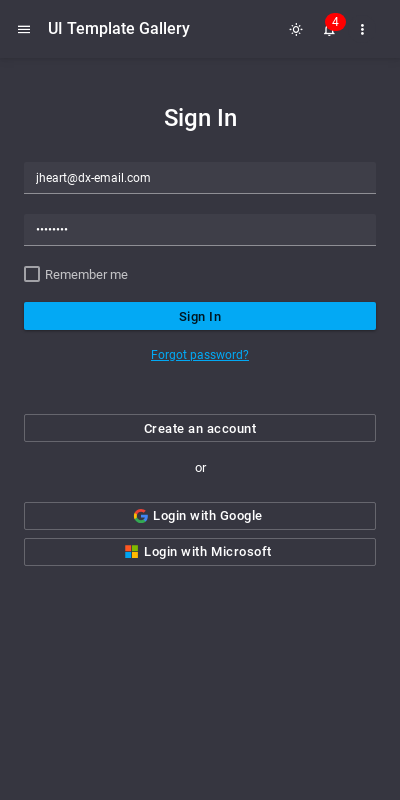 UI Template Gallery
4
Sign In
jheart@dx-email.com
••••••••
Remember me
Sign In
Forgot password?
Create an account
or
Login with Google
Login with Microsoft